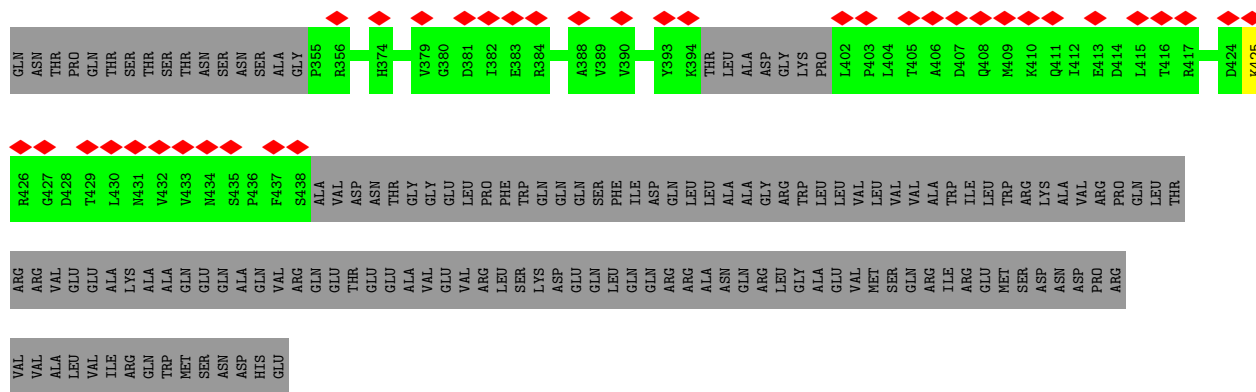 GLN ASN THR PRO GLN THR SER THR SER THR ASN SER ASN SER ALA GLY P355 R356 H374 V379 G380 D381 I382 E383 R384 A388 V389 V390 Y393 K394 THR LEU ALA ASP GLY LYS PRO L402 P403 L404 T405 A406 D407 Q408 M409 K410 Q411 I412 E413 D414 L415 T416 R417 D424 K425
R426 G427 D428 T429 L430 N431 V432 V433 N434 S435 P436 F437 S438 ALA VAL ASP ASN THR GLY GLY GLU LEU PRO PHE TRP GLN GLN GLN SER PHE ILE ASP GLN LEU LEU ALA ALA GLY ARG TRP LEU LEU VAL LEU VAL VAL ALA TRP ILE LEU TRP ARG LYS ALA VAL ARG PRO GLN LEU THR
ARG ARG VAL GLU GLU ALA LYS ALA ALA GLN GLU GLN ALA GLN VAL ARG GLN GLU THR GLU GLU ALA VAL GLU VAL ARG LEU SER LYS ASP GLU GLN LEU GLN GLN ARG ARG ALA ASN GLN ARG LEU GLY ALA GLU VAL MET SER GLN ARG ILE ARG GLU MET SER ASP ASN ASP PRO ARG
VAL VAL ALA LEU VAL ILE ARG GLN TRP MET SER ASN ASP HIS GLU